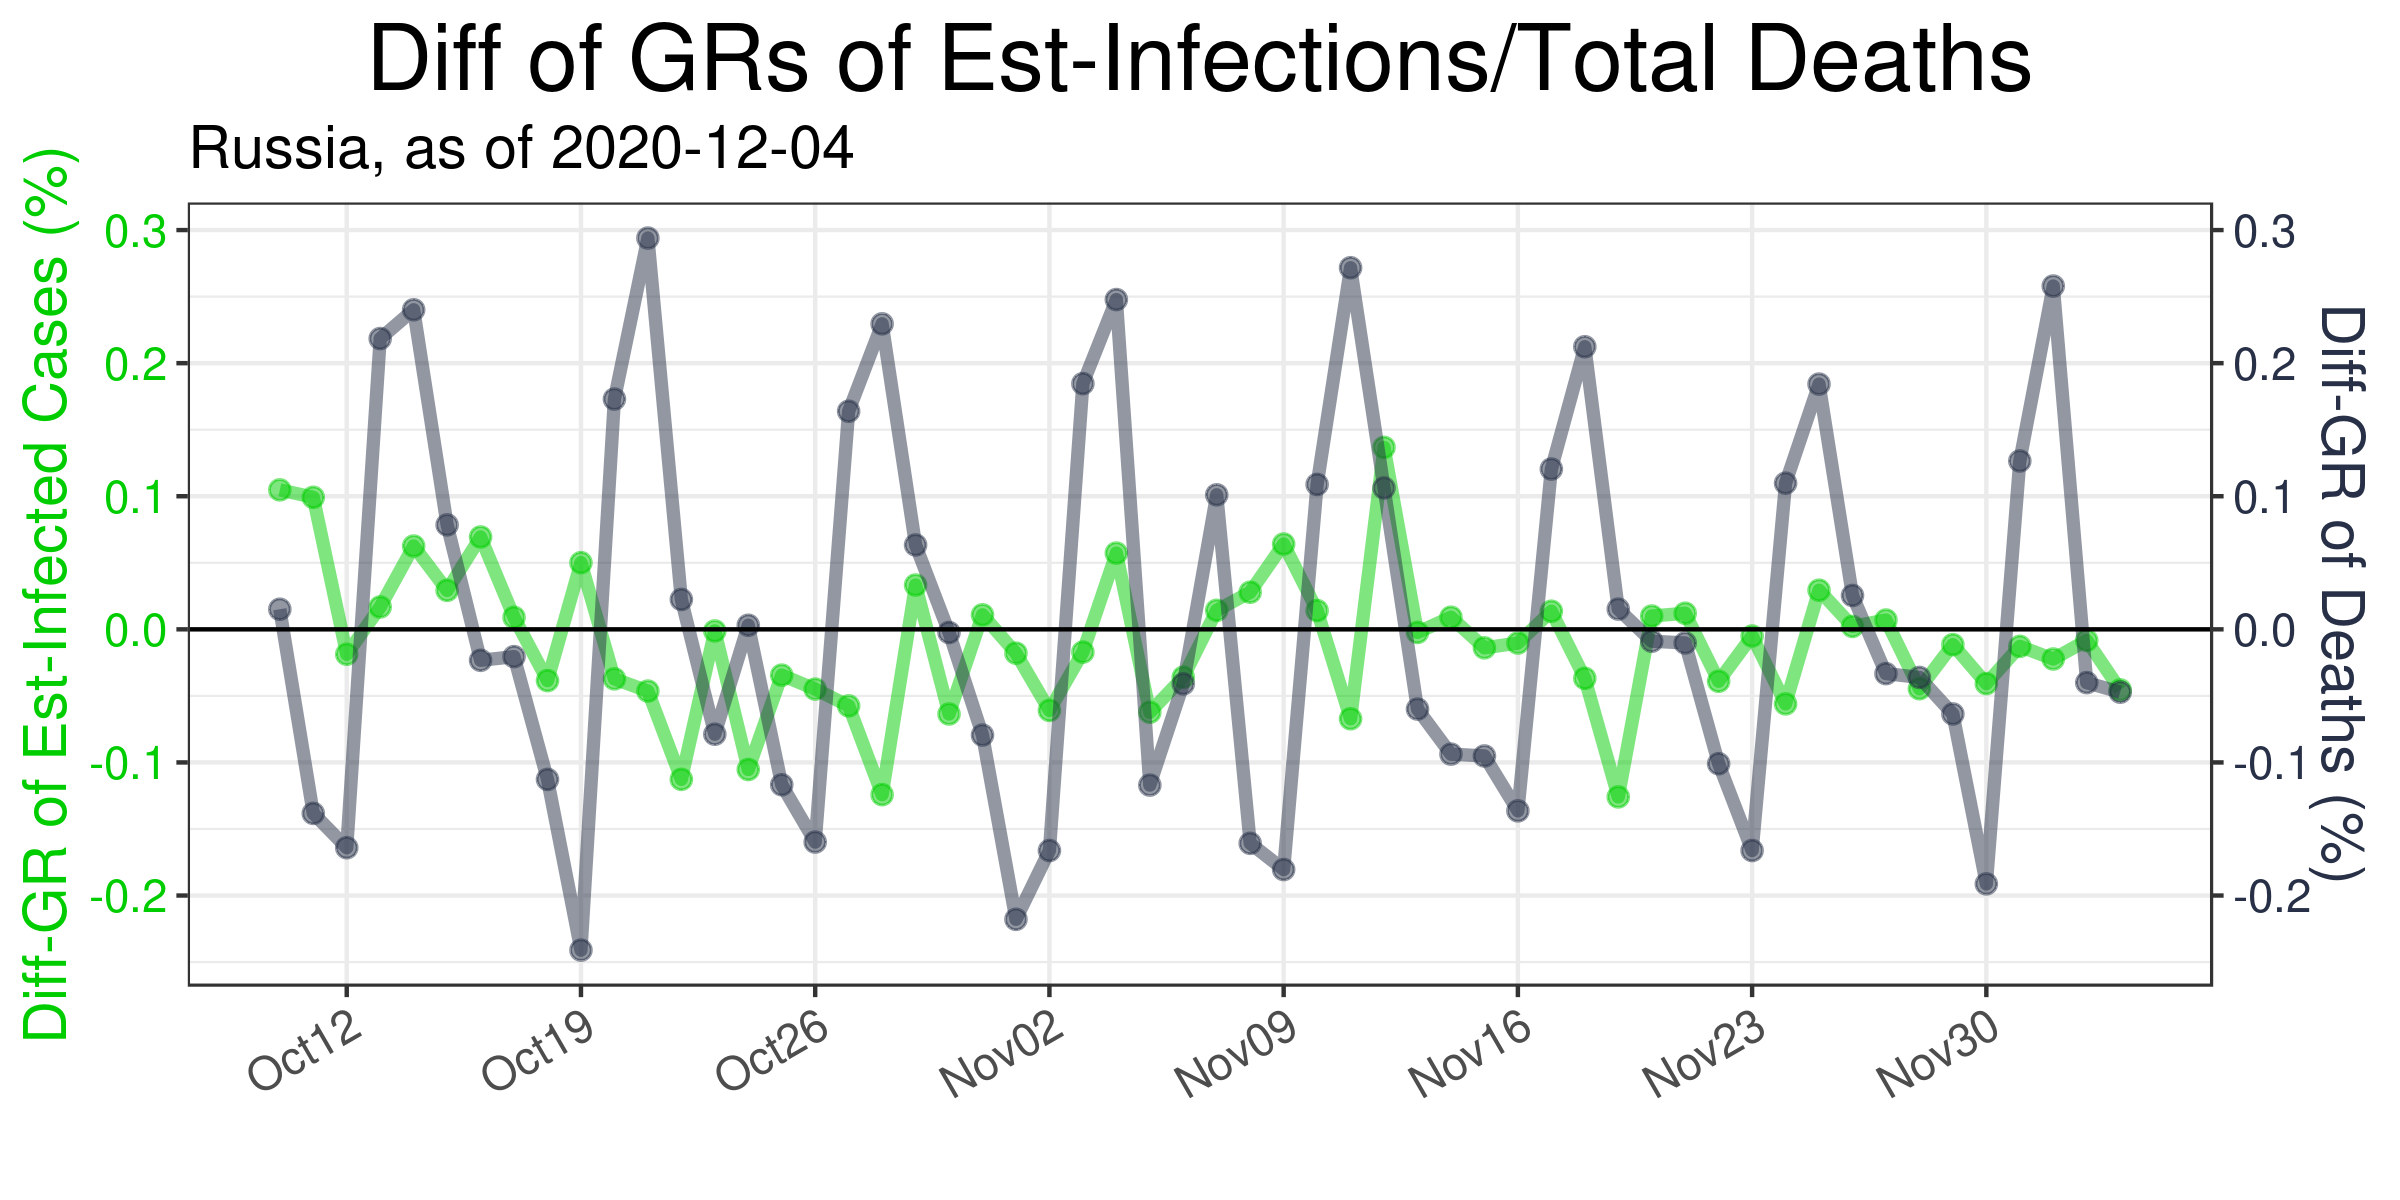 Diff of GRs of Est-Infections/Total Deaths
Russia, as of 2020-12-04
Diff-GR of Est-Infected Cases (%)
0.3
0.2
0.1
0.0
-0.1
-0.2
0.3
0.2
0.1
0.0
-0.1
-0.2
Diff-GR of Deaths (%)
Oct12
Oct19
Oct26
Nov02
Nov09
Nov16
Nov23
Nov30